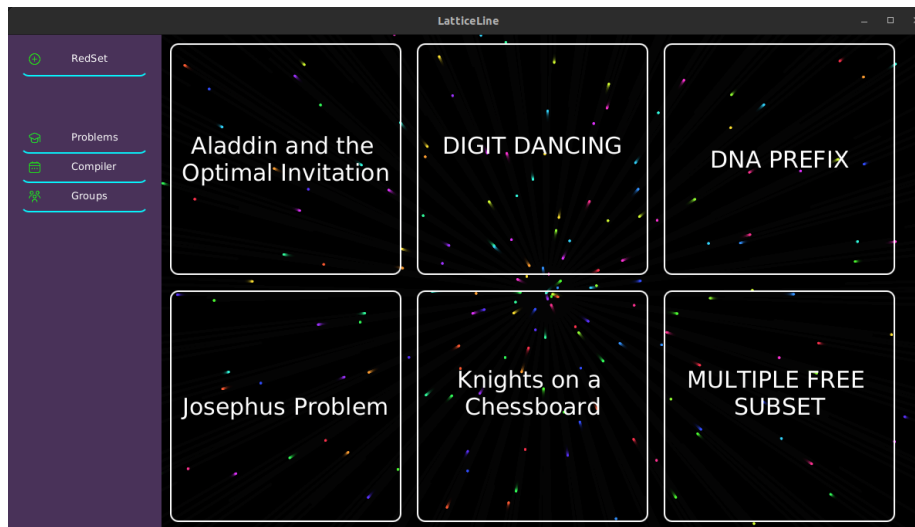 LatticeLine
RedSet
Problems
Compiler
Groups
Aladdin and the
Optimal Invitation
DIGIT DANCING
DNA PREFIX
Josephus Problem
Knights on a
Chessboard
MULTIPLE FREE
SUBSET